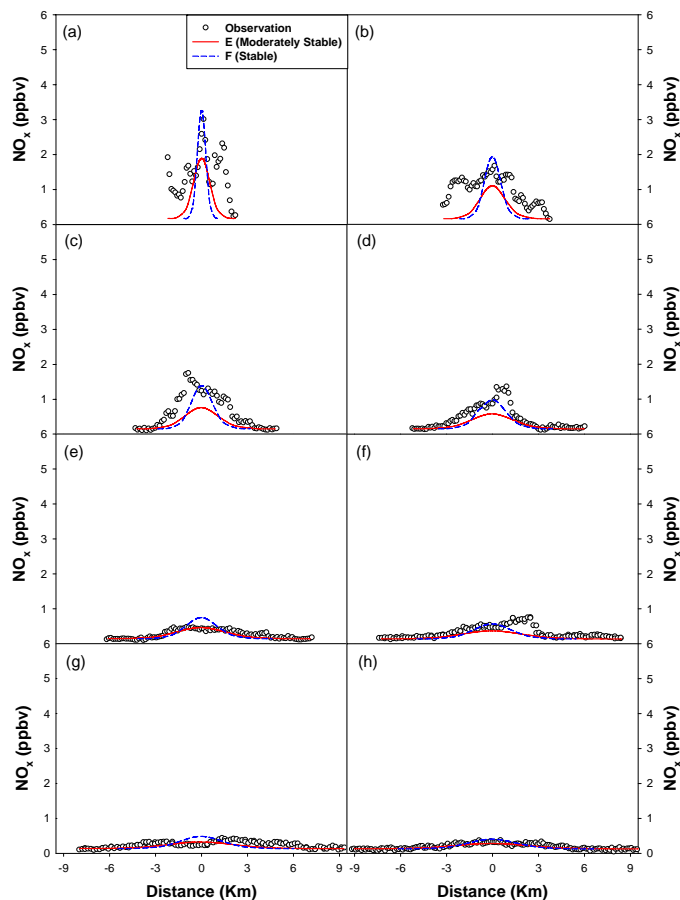 (a)
Observation
E (Moderately Stable)
F (Stable)
(b)
6
5
4
3
2
1
6
NOx (ppbv)
6
5
4
3
2
1
6
NOx (ppbv)
(c)
(d)
5
4
3
2
1
6
NOx (ppbv)
5
4
3
2
1
6
NOx (ppbv)
(e)
(f)
5
4
3
2
1
6
NOx (ppbv)
5
4
3
2
1
6
NOx (ppbv)
(g)
(h)
5
4
3
2
1
0
NOx (ppbv)
5
4
3
2
1
0
NOx (ppbv)
-9 -6 -3 0 3 6 9
-9 -6 -3 0 3 6 9
Distance (Km)
Distance (Km)